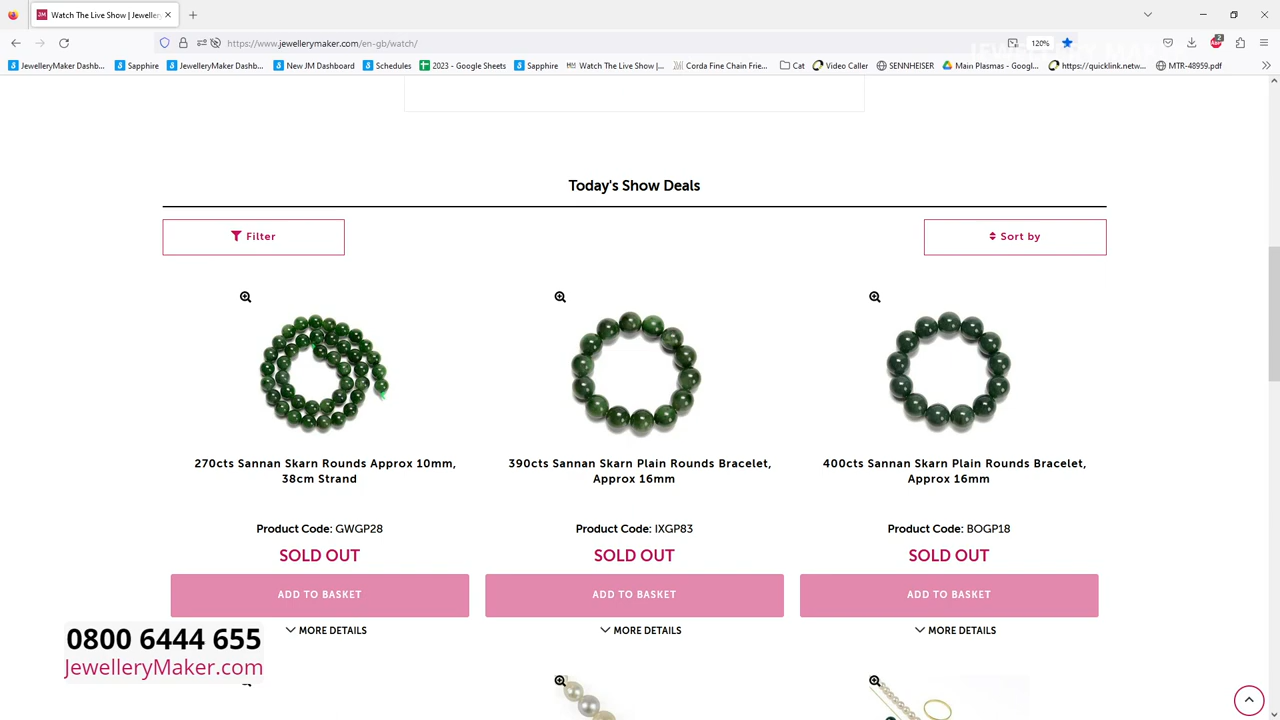 JM Watch The Live Show | Jeweller
https://www.jewellerymaker.com/en-gb/watch/
120%
2
JewelleryMaker Dashb...
Sapphire
JewelleryMaker Dashb...
New JM Dashboard
Schedules
2023 - Google Sheets
Sapphire
Watch The Live Show |...
Corda Fine Chain Frie...
Cat
Video Caller
SENNHEISER
Main Plasmas - Googl...
https://quicklink.netw...
MTR-48959.pdf
Today's Show Deals
Filter
Sort by
270cts Sannan Skarn Rounds Approx 10mm,
38cm Strand
Product Code: GWGP28
SOLD OUT
ADD TO BASKET
MORE DETAILS
390cts Sannan Skarn Plain Rounds Bracelet,
Approx 16mm
Product Code: IXGP83
SOLD OUT
ADD TO BASKET
MORE DETAILS
400cts Sannan Skarn Plain Rounds Bracelet,
Approx 16mm
Product Code: BOGP18
SOLD OUT
ADD TO BASKET
MORE DETAILS
0800 6444 655
JewelleryMaker.com